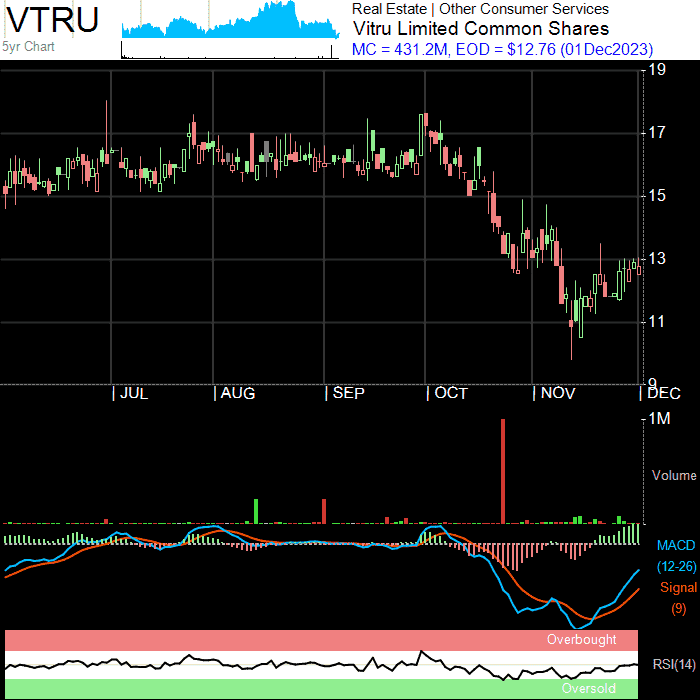 VTRU
5yr Chart
Real Estate | Other Consumer Services
Vitru Limited Common Shares
MC = 431.2M, EOD = $12.76 (01Dec2023)
19
17
15
13
11
9
JUL
AUG
SEP
OCT
NOV
DEC
1M
Volume
MACD
(12-26)
Signal
(9)
Overbought
RSI(14)
Oversold